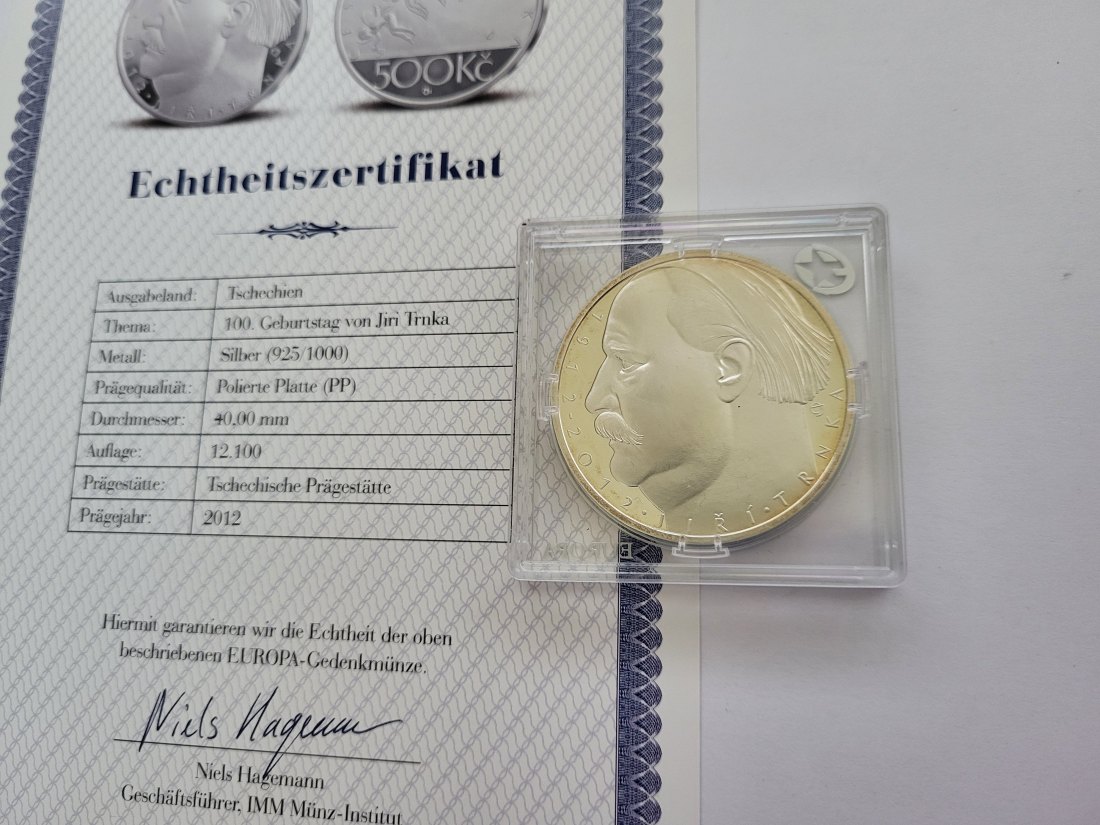 500Kč
Echtheitszertifikat
Ausgabeland: Tschechien
Thema: 100. Geburtstag von Jiri Trnka
Metall: Silber (925/1000)
Prägequalität: Polierte Platte (PP)
Durchmesser: 40,00 mm
Auflage: 12.100
Prägestätte: Tschechische Prägestätte
Prägejahr: 2012
Hiermit garantieren wir die Echtheit der oben
beschriebenen EUROPA-Gedenkmünze.
Niels Hagemann
Niels Hagemann
Geschäftsführer, IMM Münz-Institut
1912-2012·JIŘÍ·TRNKA
EUROPA